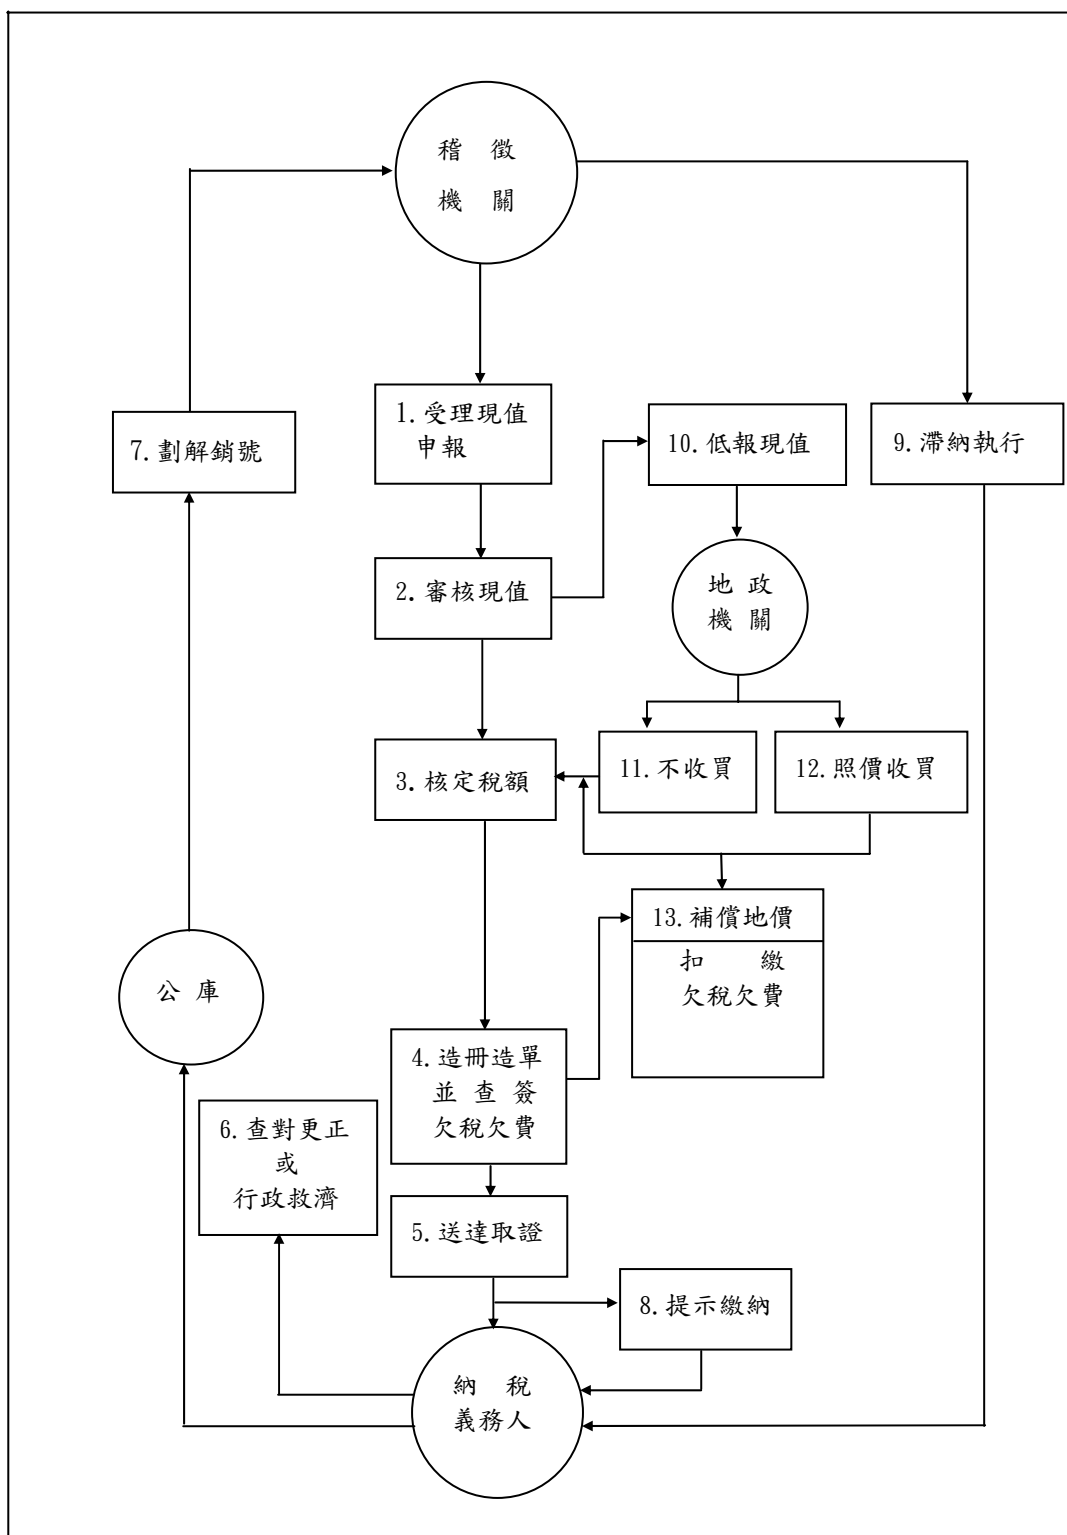 稽 徵
機 關
1.受理現值
申報
10.低報現值
9.滯納執行
7.劃解銷號
2.審核現值
地 政
機 關
3.核定稅額
11.不收買
12.照價收買
13.補償地價
扣 繳
欠稅欠費
公 庫
4.造冊造單
並 查 簽
欠稅欠費
6.查對更正
或
行政救濟
5.送達取證
8.提示繳納
納 稅
義務人